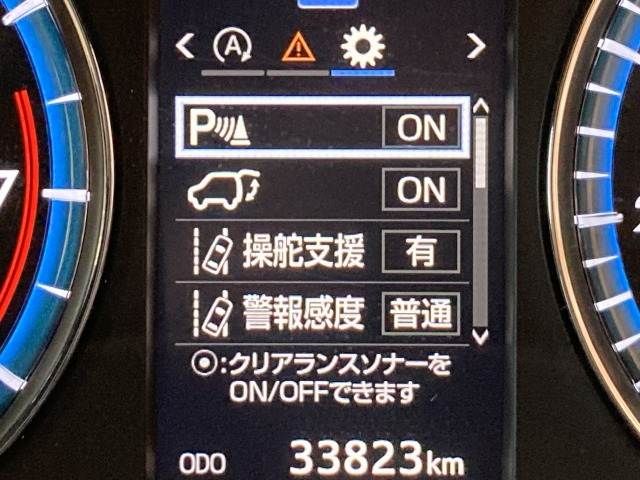 A
P ON
ON
操舵支援 有
警報感度 普通
⦿:クリアランスソナーを
ON/OFFできます
ODO 33823km
7